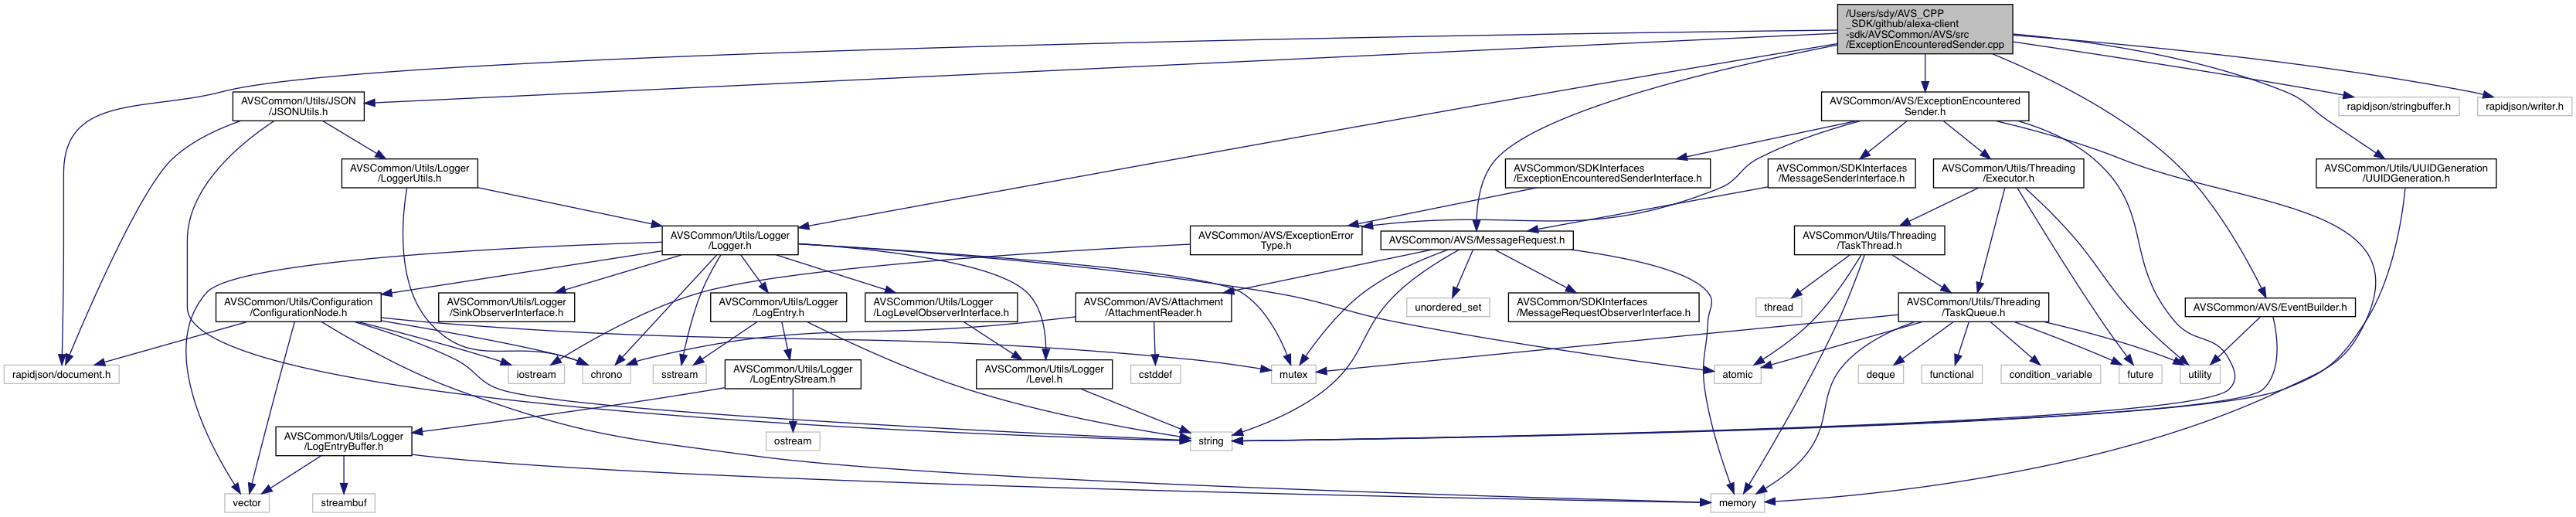 /Users/sdy/AVS_CPP
_SDK/github/alexa-client
-sdk/AVSCommon/AVS/src
/ExceptionEncounteredSender.cpp
AVSCommon/Utils/JSON
/JSONUtils.h
AVSCommon/AVS/ExceptionEncountered
Sender.h
rapidjson/stringbuffer.h
rapidjson/writer.h
AVSCommon/Utils/Logger
/LoggerUtils.h
AVSCommon/SDKInterfaces
/ExceptionEncounteredSenderInterface.h
AVSCommon/SDKInterfaces
/MessageSenderInterface.h
AVSCommon/Utils/Threading
/Executor.h
AVSCommon/Utils/UUIDGeneration
/UUIDGeneration.h
AVSCommon/Utils/Logger
/Logger.h
AVSCommon/AVS/ExceptionError
Type.h
AVSCommon/AVS/MessageRequest.h
AVSCommon/Utils/Threading
/TaskThread.h
AVSCommon/Utils/Configuration
/ConfigurationNode.h
AVSCommon/Utils/Logger
/SinkObserverInterface.h
AVSCommon/Utils/Logger
/LogEntry.h
AVSCommon/Utils/Logger
/LogLevelObserverInterface.h
AVSCommon/AVS/Attachment
/AttachmentReader.h
unordered_set
AVSCommon/SDKInterfaces
/MessageRequestObserverInterface.h
thread
AVSCommon/Utils/Threading
/TaskQueue.h
AVSCommon/AVS/EventBuilder.h
rapidjson/document.h
iostream
chrono
sstream
AVSCommon/Utils/Logger
/LogEntryStream.h
AVSCommon/Utils/Logger
/Level.h
cstddef
mutex
atomic
deque
functional
condition_variable
future
utility
AVSCommon/Utils/Logger
/LogEntryBuffer.h
ostream
string
vector
streambuf
memory